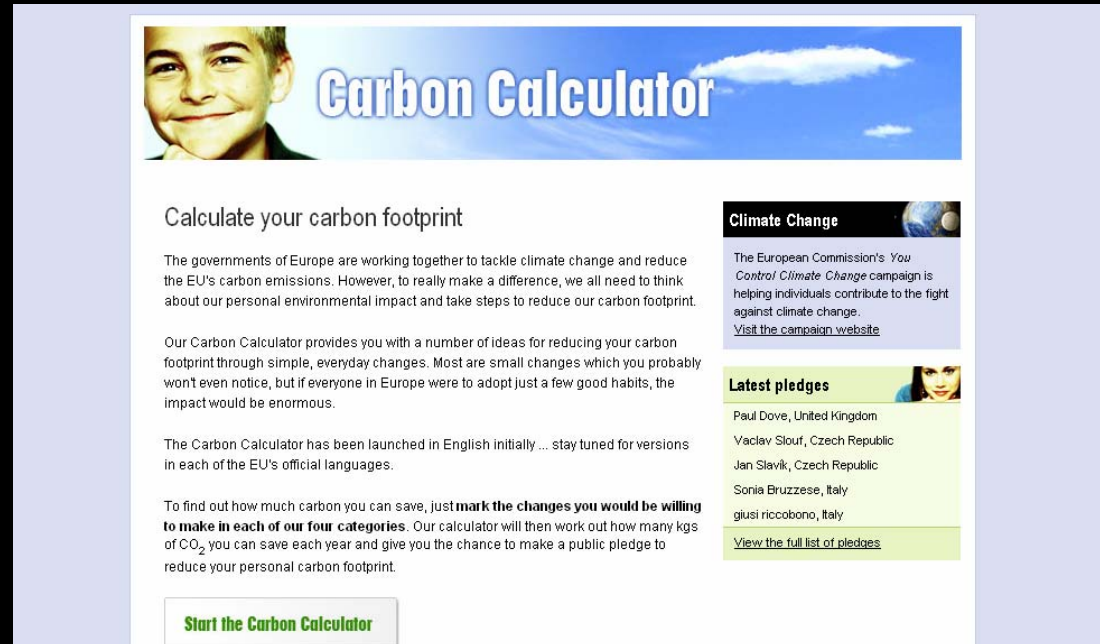 Carbon Calculator
Calculate your carbon footprint
The governments of Europe are working together to tackle climate change and reduce
the EU's carbon emissions. However, to really make a difference, we all need to think
about our personal environmental impact and take steps to reduce our carbon footprint.
Our Carbon Calculator provides you with a number of ideas for reducing your carbon
footprint through simple, everyday changes. Most are small changes which you probably
won't even notice, but if everyone in Europe were to adopt just a few good habits, the
impact would be enormous.
The Carbon Calculator has been launched in English initially ... stay tuned for versions
in each of the EU's official languages.
To find out how much carbon you can save, just mark the changes you would be willing
to make in each of our four categories. Our calculator will then work out how many kgs
of CO2 you can save each year and give you the chance to make a public pledge to
reduce your personal carbon footprint.
Start the Carbon Calculator
Climate Change
The European Commission's You
Control Climate Change campaign is
helping individuals contribute to the fight
against climate change.
Visit the campaign website
Latest pledges
Paul Dove, United Kingdom
Vaclav Slouf, Czech Republic
Jan Slavík, Czech Republic
Sonia Bruzzese, Italy
giusi riccobono, Italy
View the full list of pledges